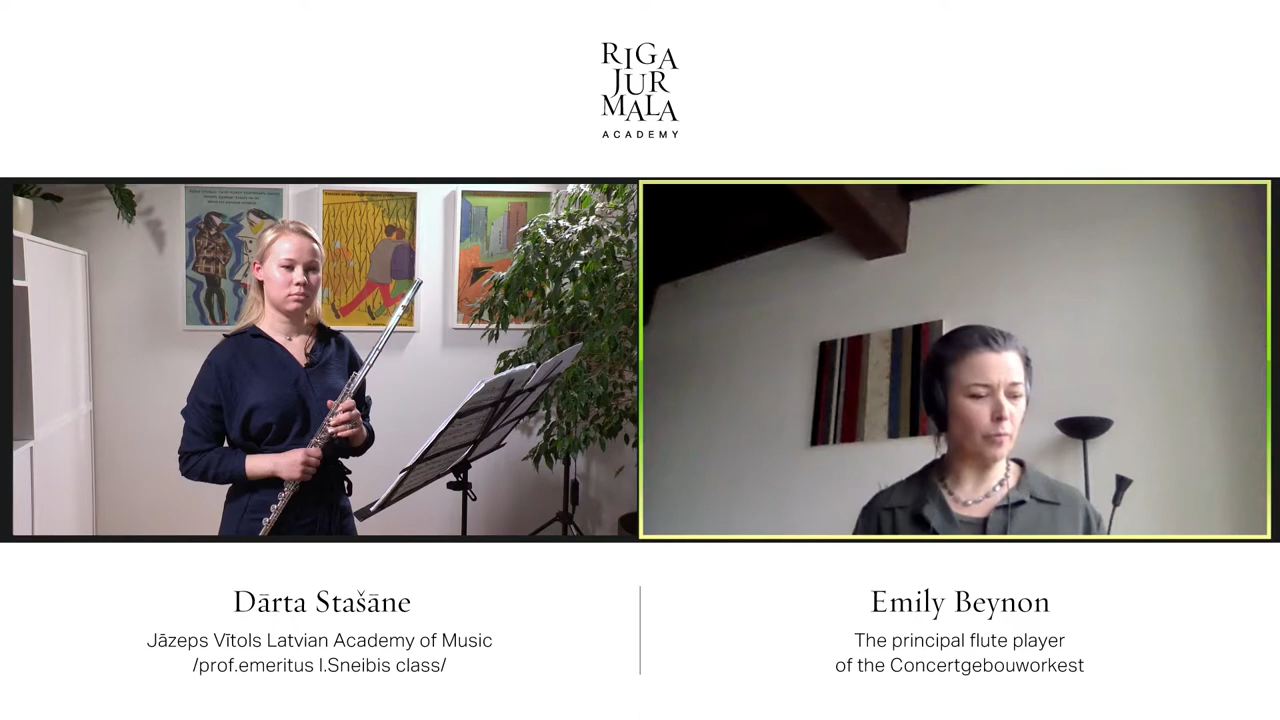 RIGA
JUR
MALA
ACADEMY
Dārta Stašāne
Jāzeps Vītols Latvian Academy of Music
/prof.emeritus I.Sneibis class/
Emily Beynon
The principal flute player
of the Concertgebouworkest